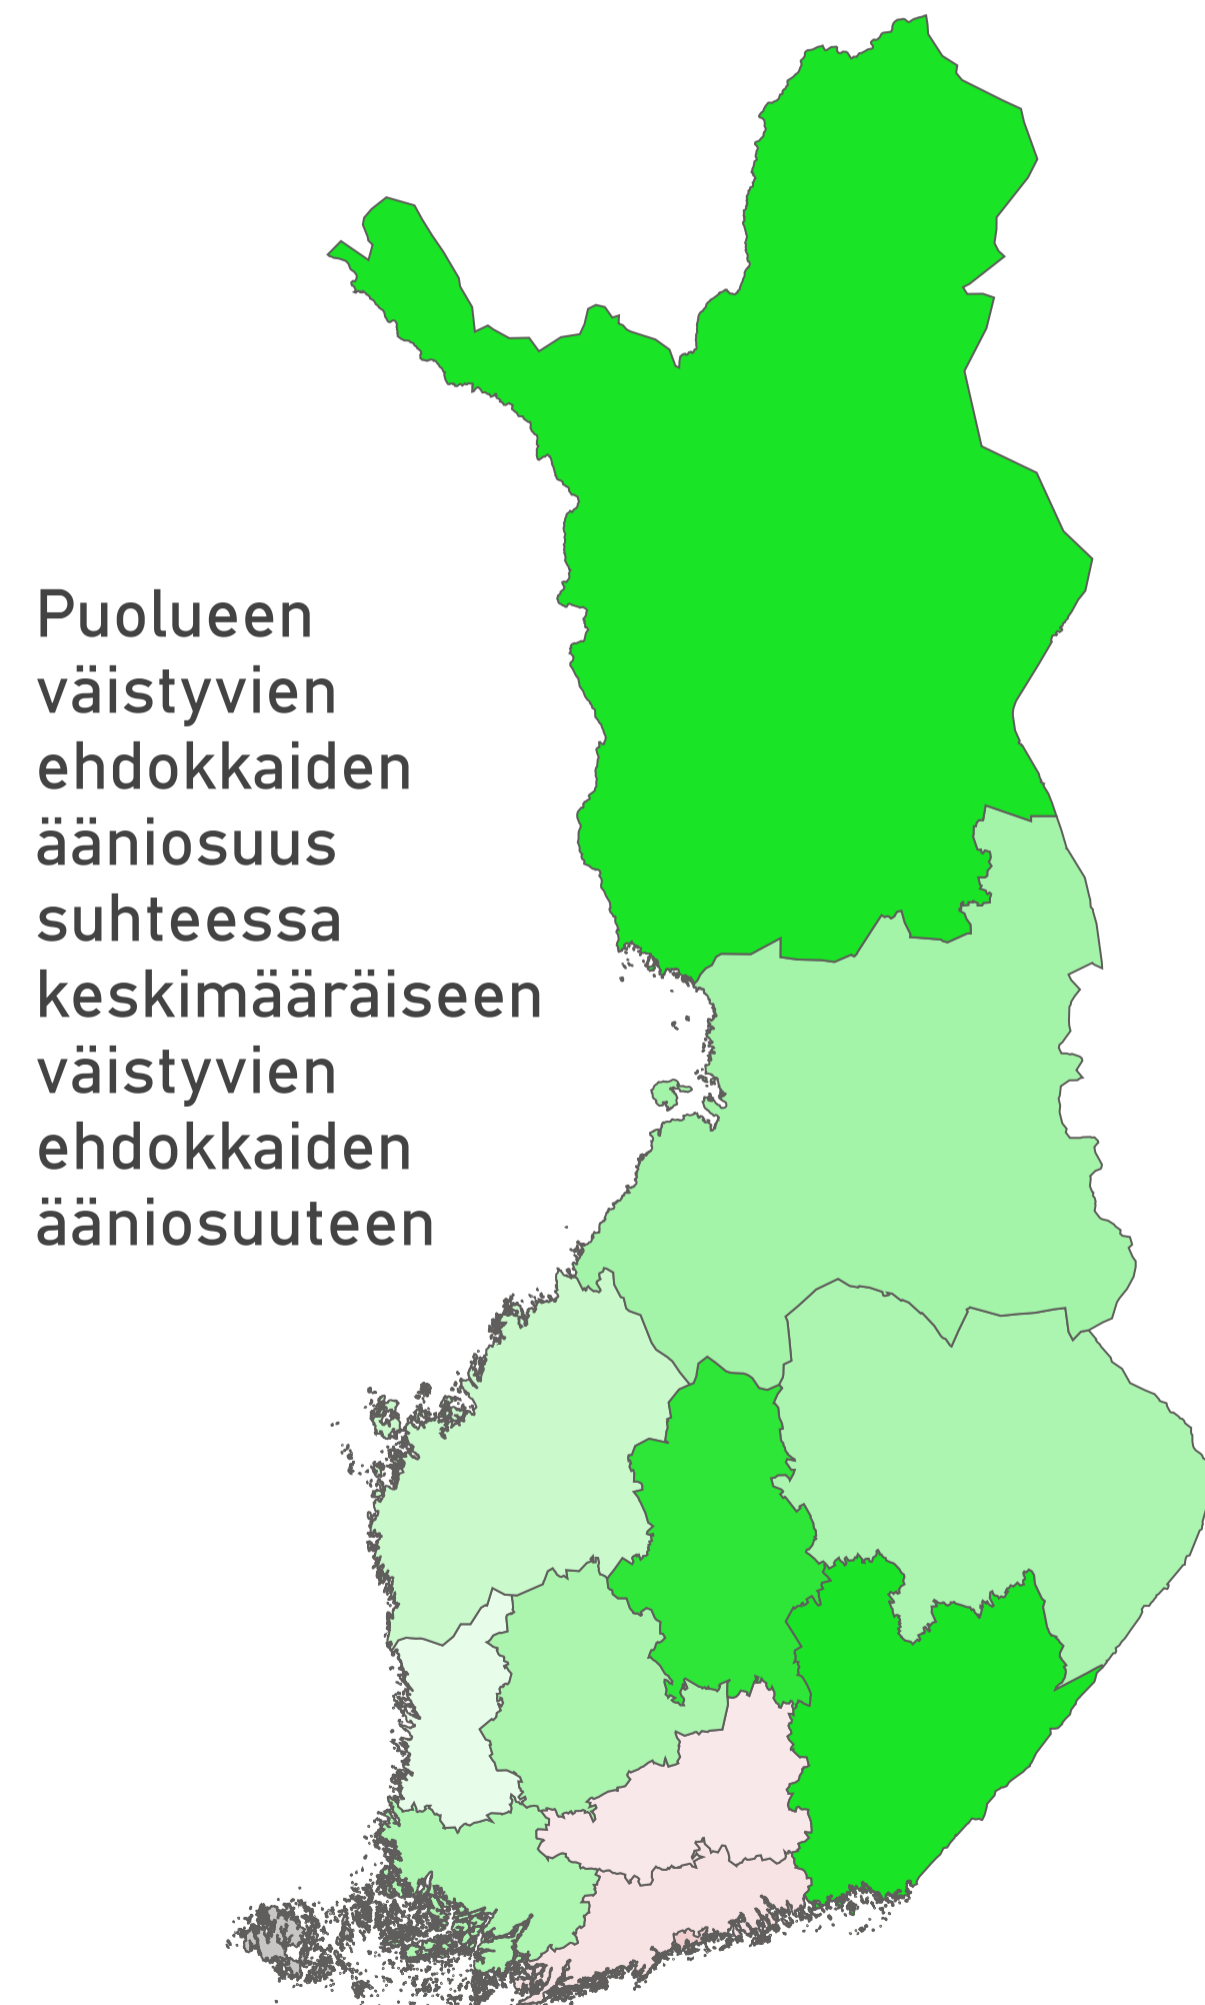 Puolueen
väistyvien
ehdokkaiden
ääniosuus
suhteessa
keskimääräiseen
väistyvien
ehdokkaiden
ääniosuuteen